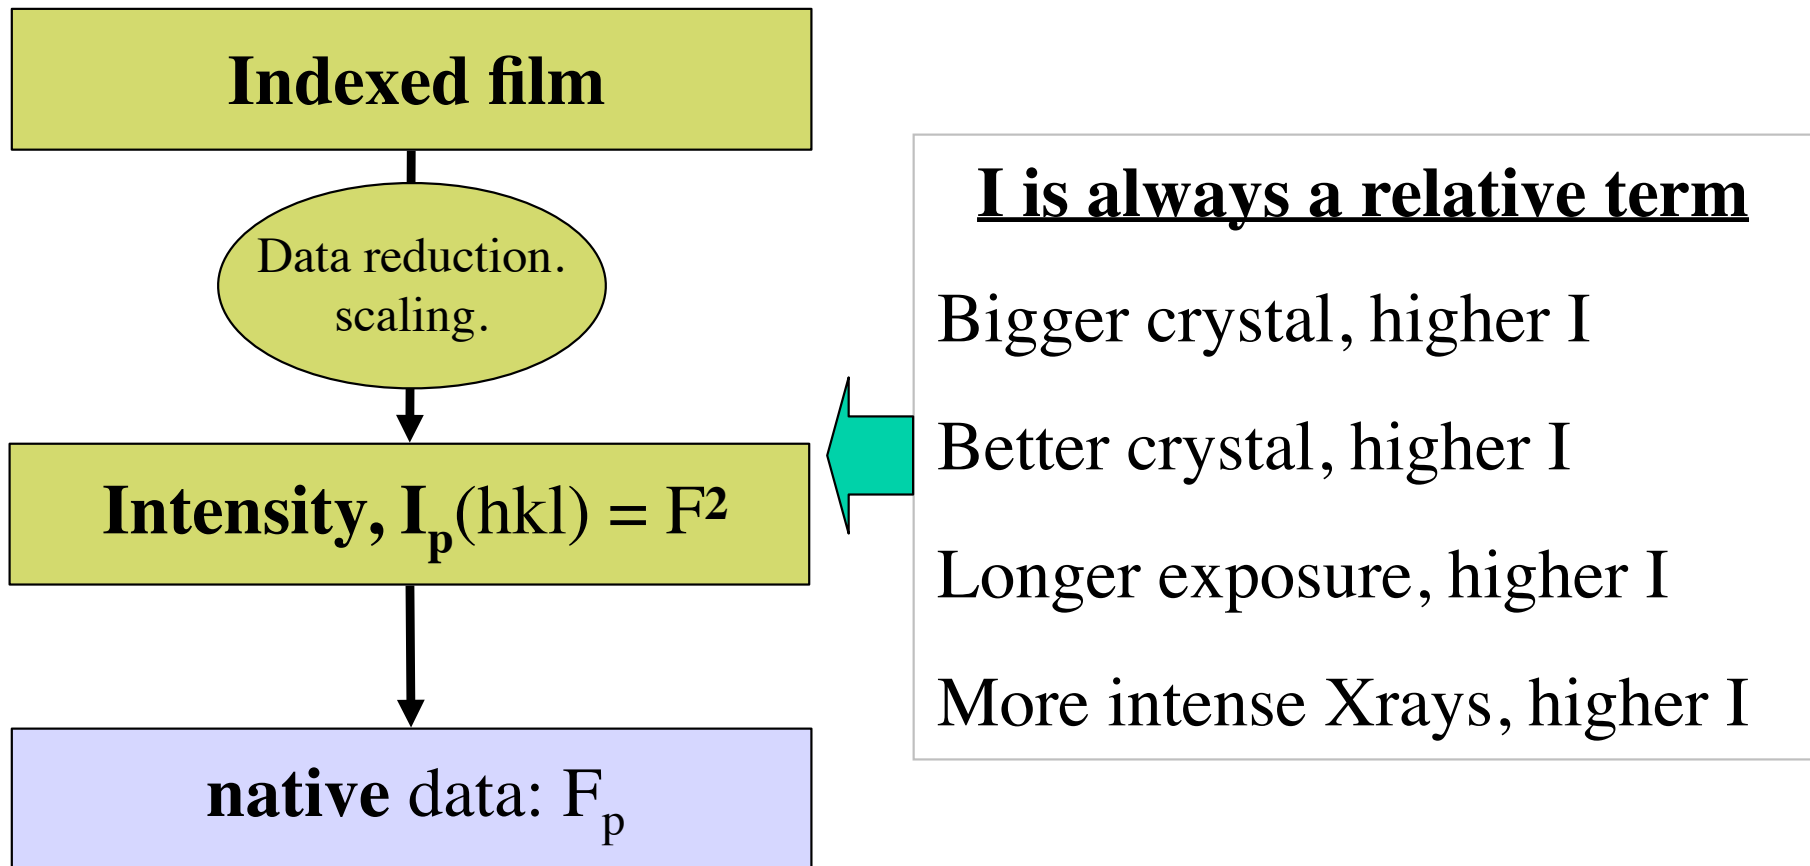 Indexed film
Data reduction.
scaling.
Intensity, Iₚ(hkl) = F²
native data: Fₚ
I is always a relative term
Bigger crystal, higher I
Better crystal, higher I
Longer exposure, higher I
More intense Xrays, higher I